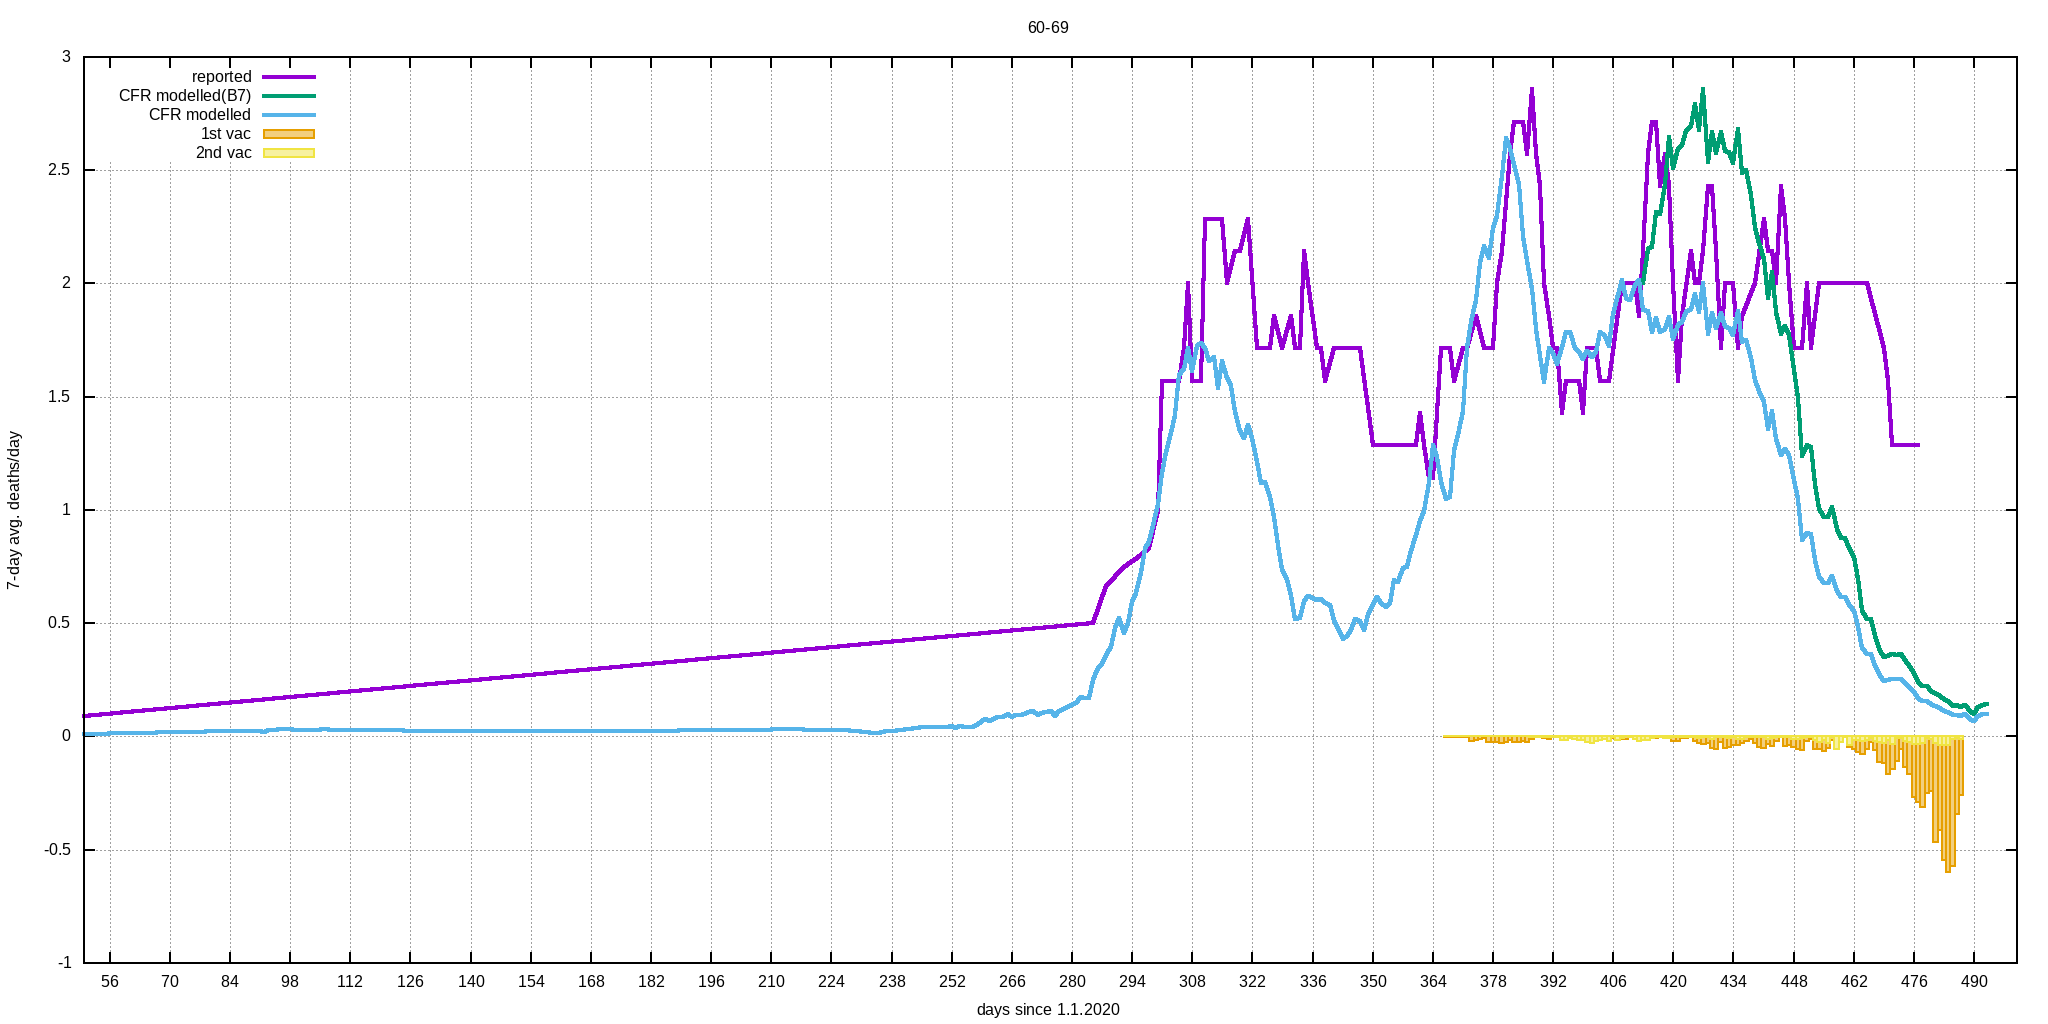 60-69
reported
CFR modelled(B7)
CFR modelled
1st vac
2nd vac
3
2.5
2
1.5
1
0.5
0
-0.5
-1
7-day avg. deaths/day
56 70 84 98 112 126 140 154 168 182 196 210 224 238 252 266 280 294 308 322 336 350 364 378 392 406 420 434 448 462 476 490
days since 1.1.2020